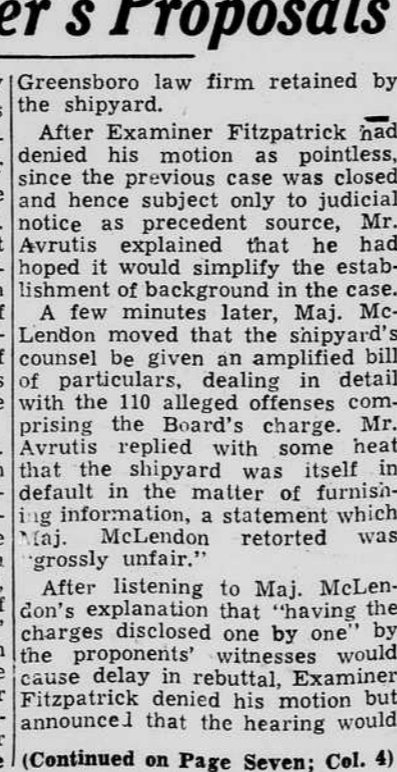 er's Proposals
Greensboro law firm retained by
the shipyard.
After Examiner Fitzpatrick had
denied his motion as pointless,
since the previous case was closed
and hence subject only to judicial
notice as precedent source, Mr.
Avrutis explained that he had
hoped it would simplify the estab-
lishment of background in the case.
A few minutes later, Maj. Mc-
Lendon moved that the shipyard's
counsel be given an amplified bill
of particulars, dealing in detail
with the 110 alleged offenses com-
prising the Board's charge. Mr.
Avrutis replied with some heat
that the shipyard was itself in
default in the matter of furnish-
ing information, a statement which
Maj. McLendon retorted was
"grossly unfair."
After listening to Maj. McLen-
don's explanation that "having the
charges disclosed one by one" by
the proponents' witnesses would
cause delay in rebuttal, Examiner
Fitzpatrick denied his motion but
announced that the hearing would
(Continued on Page Seven; Col. 4)